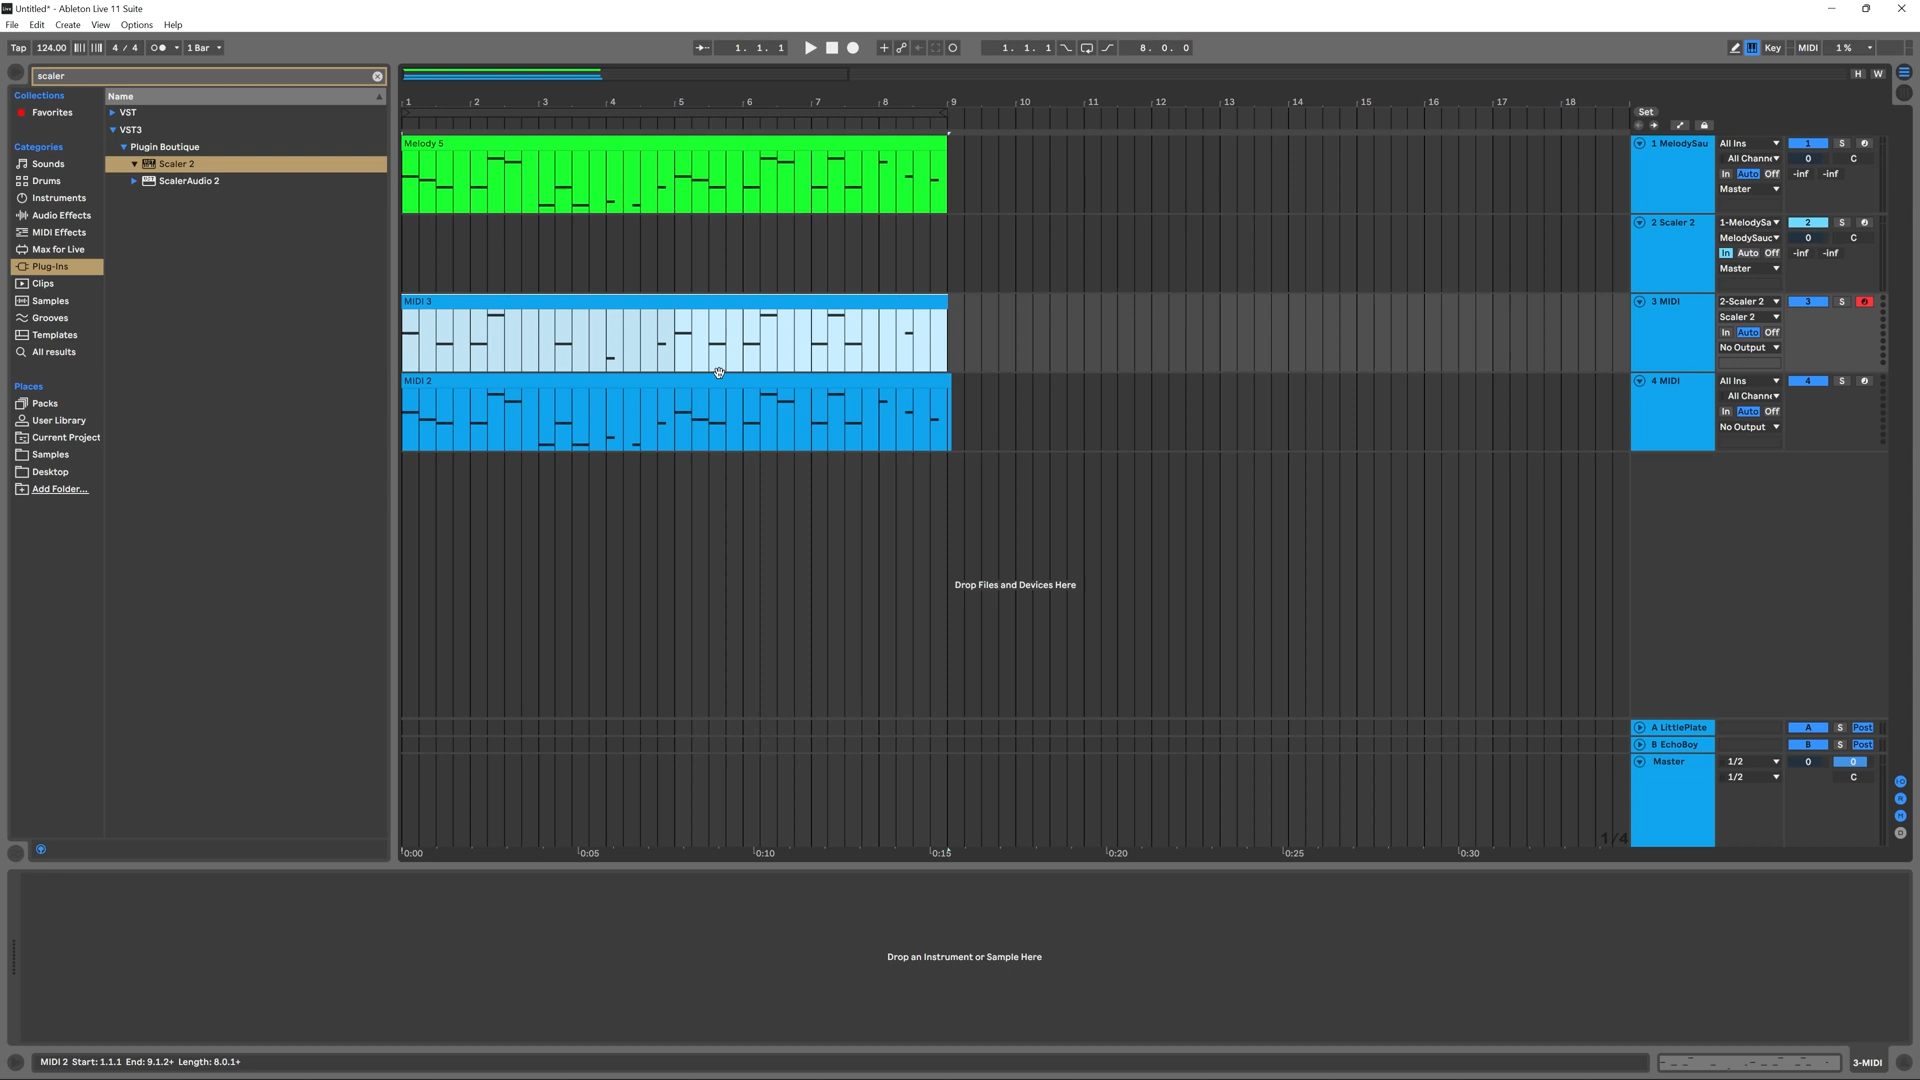 Untitled* - Ableton Live 11 Suite
File Edit Create View Options Help
Tap 124.00 4 / 4 1 Bar 1. 1. 1 1. 1. 1 8. 0. 0 Key MIDI 1 %
scaler
H W
Collections
Favorites
Categories
Sounds
Drums
Instruments
Audio Effects
MIDI Effects
Max for Live
Plug-Ins
Clips
Samples
Grooves
Templates
All results
Places
Packs
User Library
Current Project
Samples
Desktop
Add Folder...
Name
VST
VST3
Plugin Boutique
Scaler 2
ScalerAudio 2
1 2 3 4 5 6 7 8 9 10 11 12 13 14 15 16 17 18
Set
Melody 5
1 MelodySau All Ins 1 S
All Channe 0 C
In Auto Off -inf -inf
Master
2 Scaler 2 1-MelodySa 2 S
MelodySauc 0 C
In Auto Off -inf -inf
Master
MIDI 3
3 MIDI 2-Scaler 2 3 S
Scaler 2
In Auto Off
No Output
MIDI 2
4 MIDI All Ins 4 S
All Channe
In Auto Off
No Output
Drop Files and Devices Here
A LittlePlate A S Post
B EchoBoy B S Post
Master 1/2 0 0
1/2 C
1/4
0:00 0:05 0:10 0:15 0:20 0:25 0:30
Drop an Instrument or Sample Here
MIDI 2 Start: 1.1.1 End: 9.1.2+ Length: 8.0.1+
3-MIDI